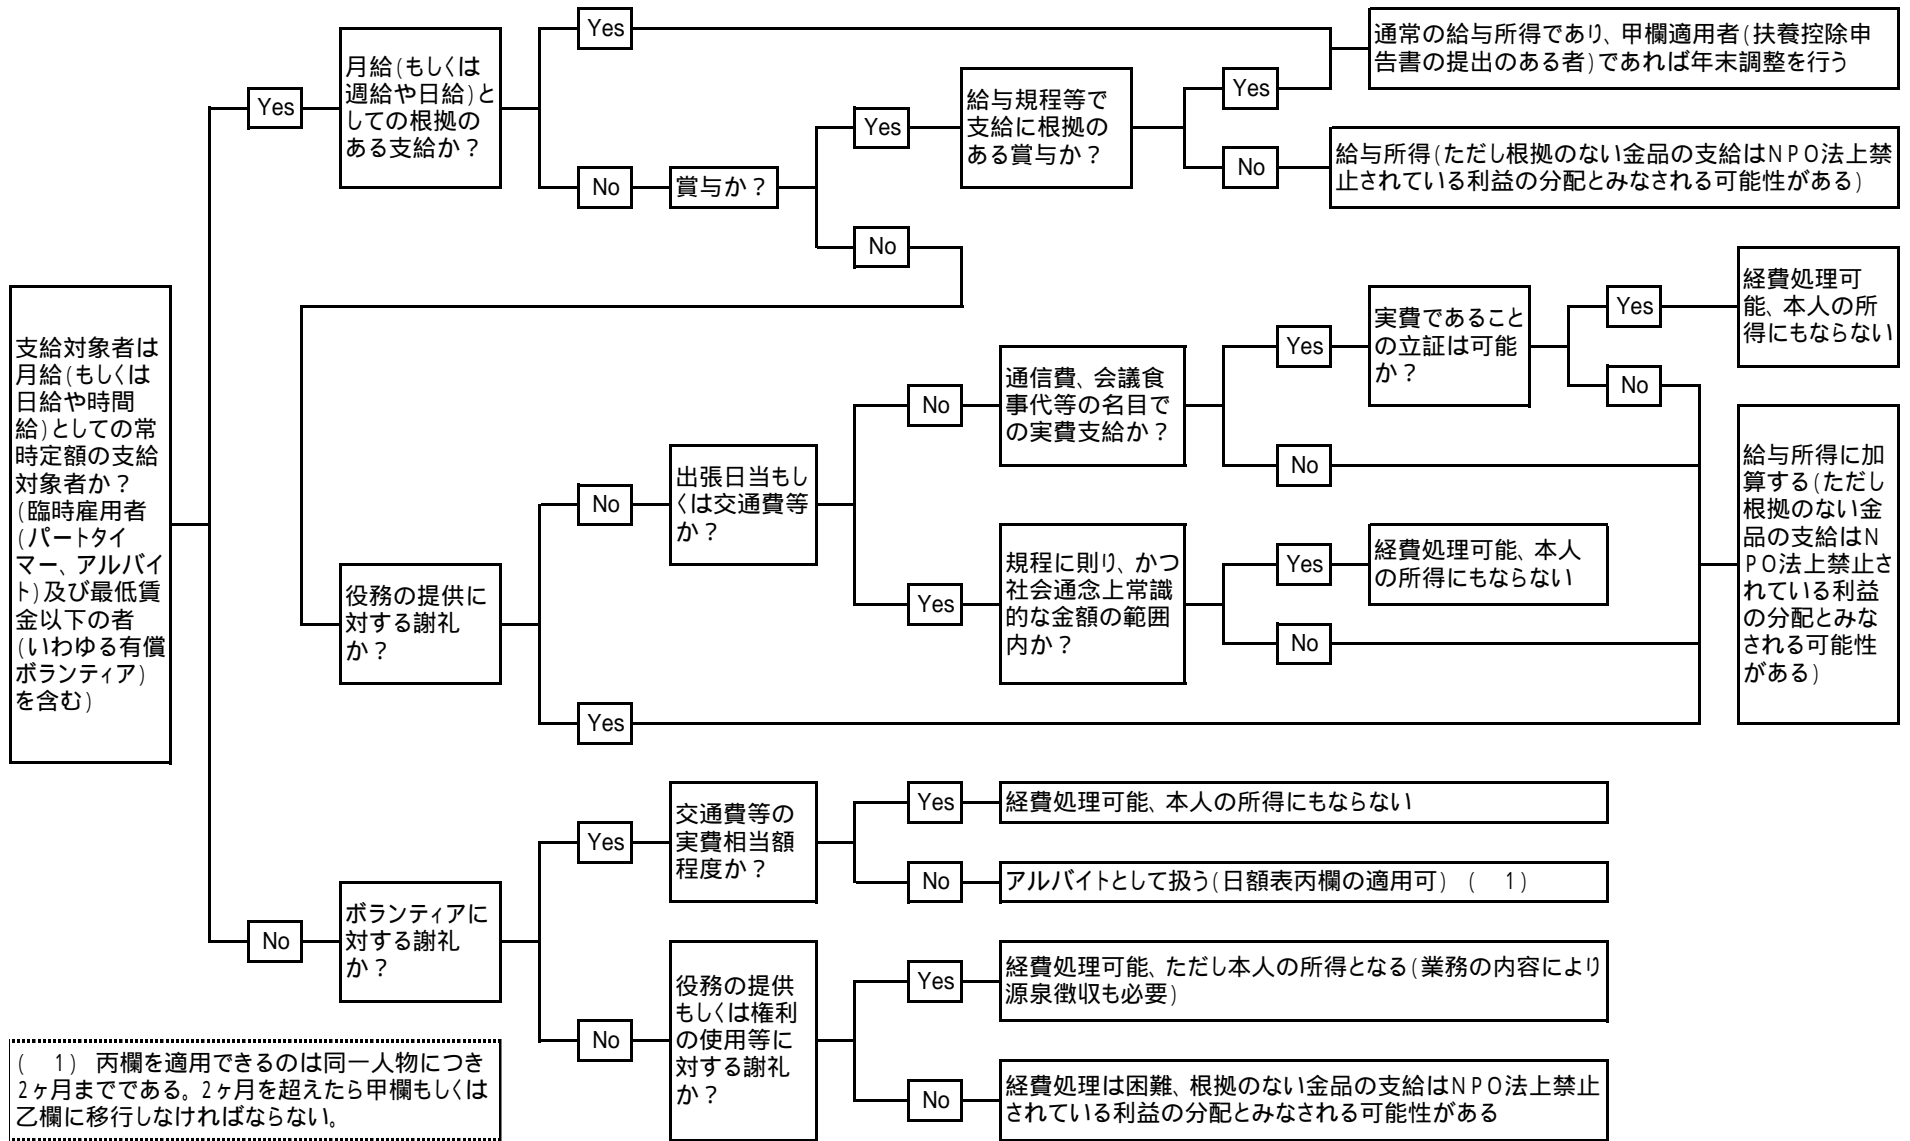 支給対象者は
月給(もしくは
日給や時間
給)としての常
時定額の支給
対象者か？
(臨時雇用者
(パートタイ
マー、アルバイ
ト)及び最低賃
金以下の者
(いわゆる有償
ボランティア)
を含む)
Yes
月給(もしくは
週給や日給)と
しての根拠の
ある支給か？
Yes
通常の給与所得であり、甲欄適用者(扶養控除申
告書の提出のある者)であれば年末調整を行う
No
賞与か？
Yes
給与規程等で
支給に根拠の
ある賞与か？
Yes
No
給与所得(ただし根拠のない金品の支給はNPO法上禁
止されている利益の分配とみなされる可能性がある)
No
役務の提供に
対する謝礼
か？
No
出張日当もし
くは交通費等
か？
No
通信費、会議食
事代等の名目で
の実費支給か？
Yes
実費であること
の立証は可能
か？
Yes
経費処理可
能、本人の所
得にもならない
No
No
Yes
規程に則り、かつ
社会通念上常識
的な金額の範囲
内か？
Yes
経費処理可能、本人
の所得にもならない
No
Yes
給与所得に加
算する(ただし
根拠のない金
品の支給はN
PO法上禁止さ
れている利益
の分配とみな
される可能性
がある)
No
ボランティアに
対する謝礼
か？
Yes
交通費等の
実費相当額
程度か？
Yes
経費処理可能、本人の所得にもならない
No
アルバイトとして扱う(日額表丙欄の適用可) (　1)
No
役務の提供
もしくは権利
の使用等に
対する謝礼
か？
Yes
経費処理可能、ただし本人の所得となる(業務の内容により
源泉徴収も必要)
No
経費処理は困難、根拠のない金品の支給はNPO法上禁止
されている利益の分配とみなされる可能性がある
(　1)　丙欄を適用できるのは同一人物につき
2ヶ月までである。2ヶ月を超えたら甲欄もしくは
乙欄に移行しなければならない。